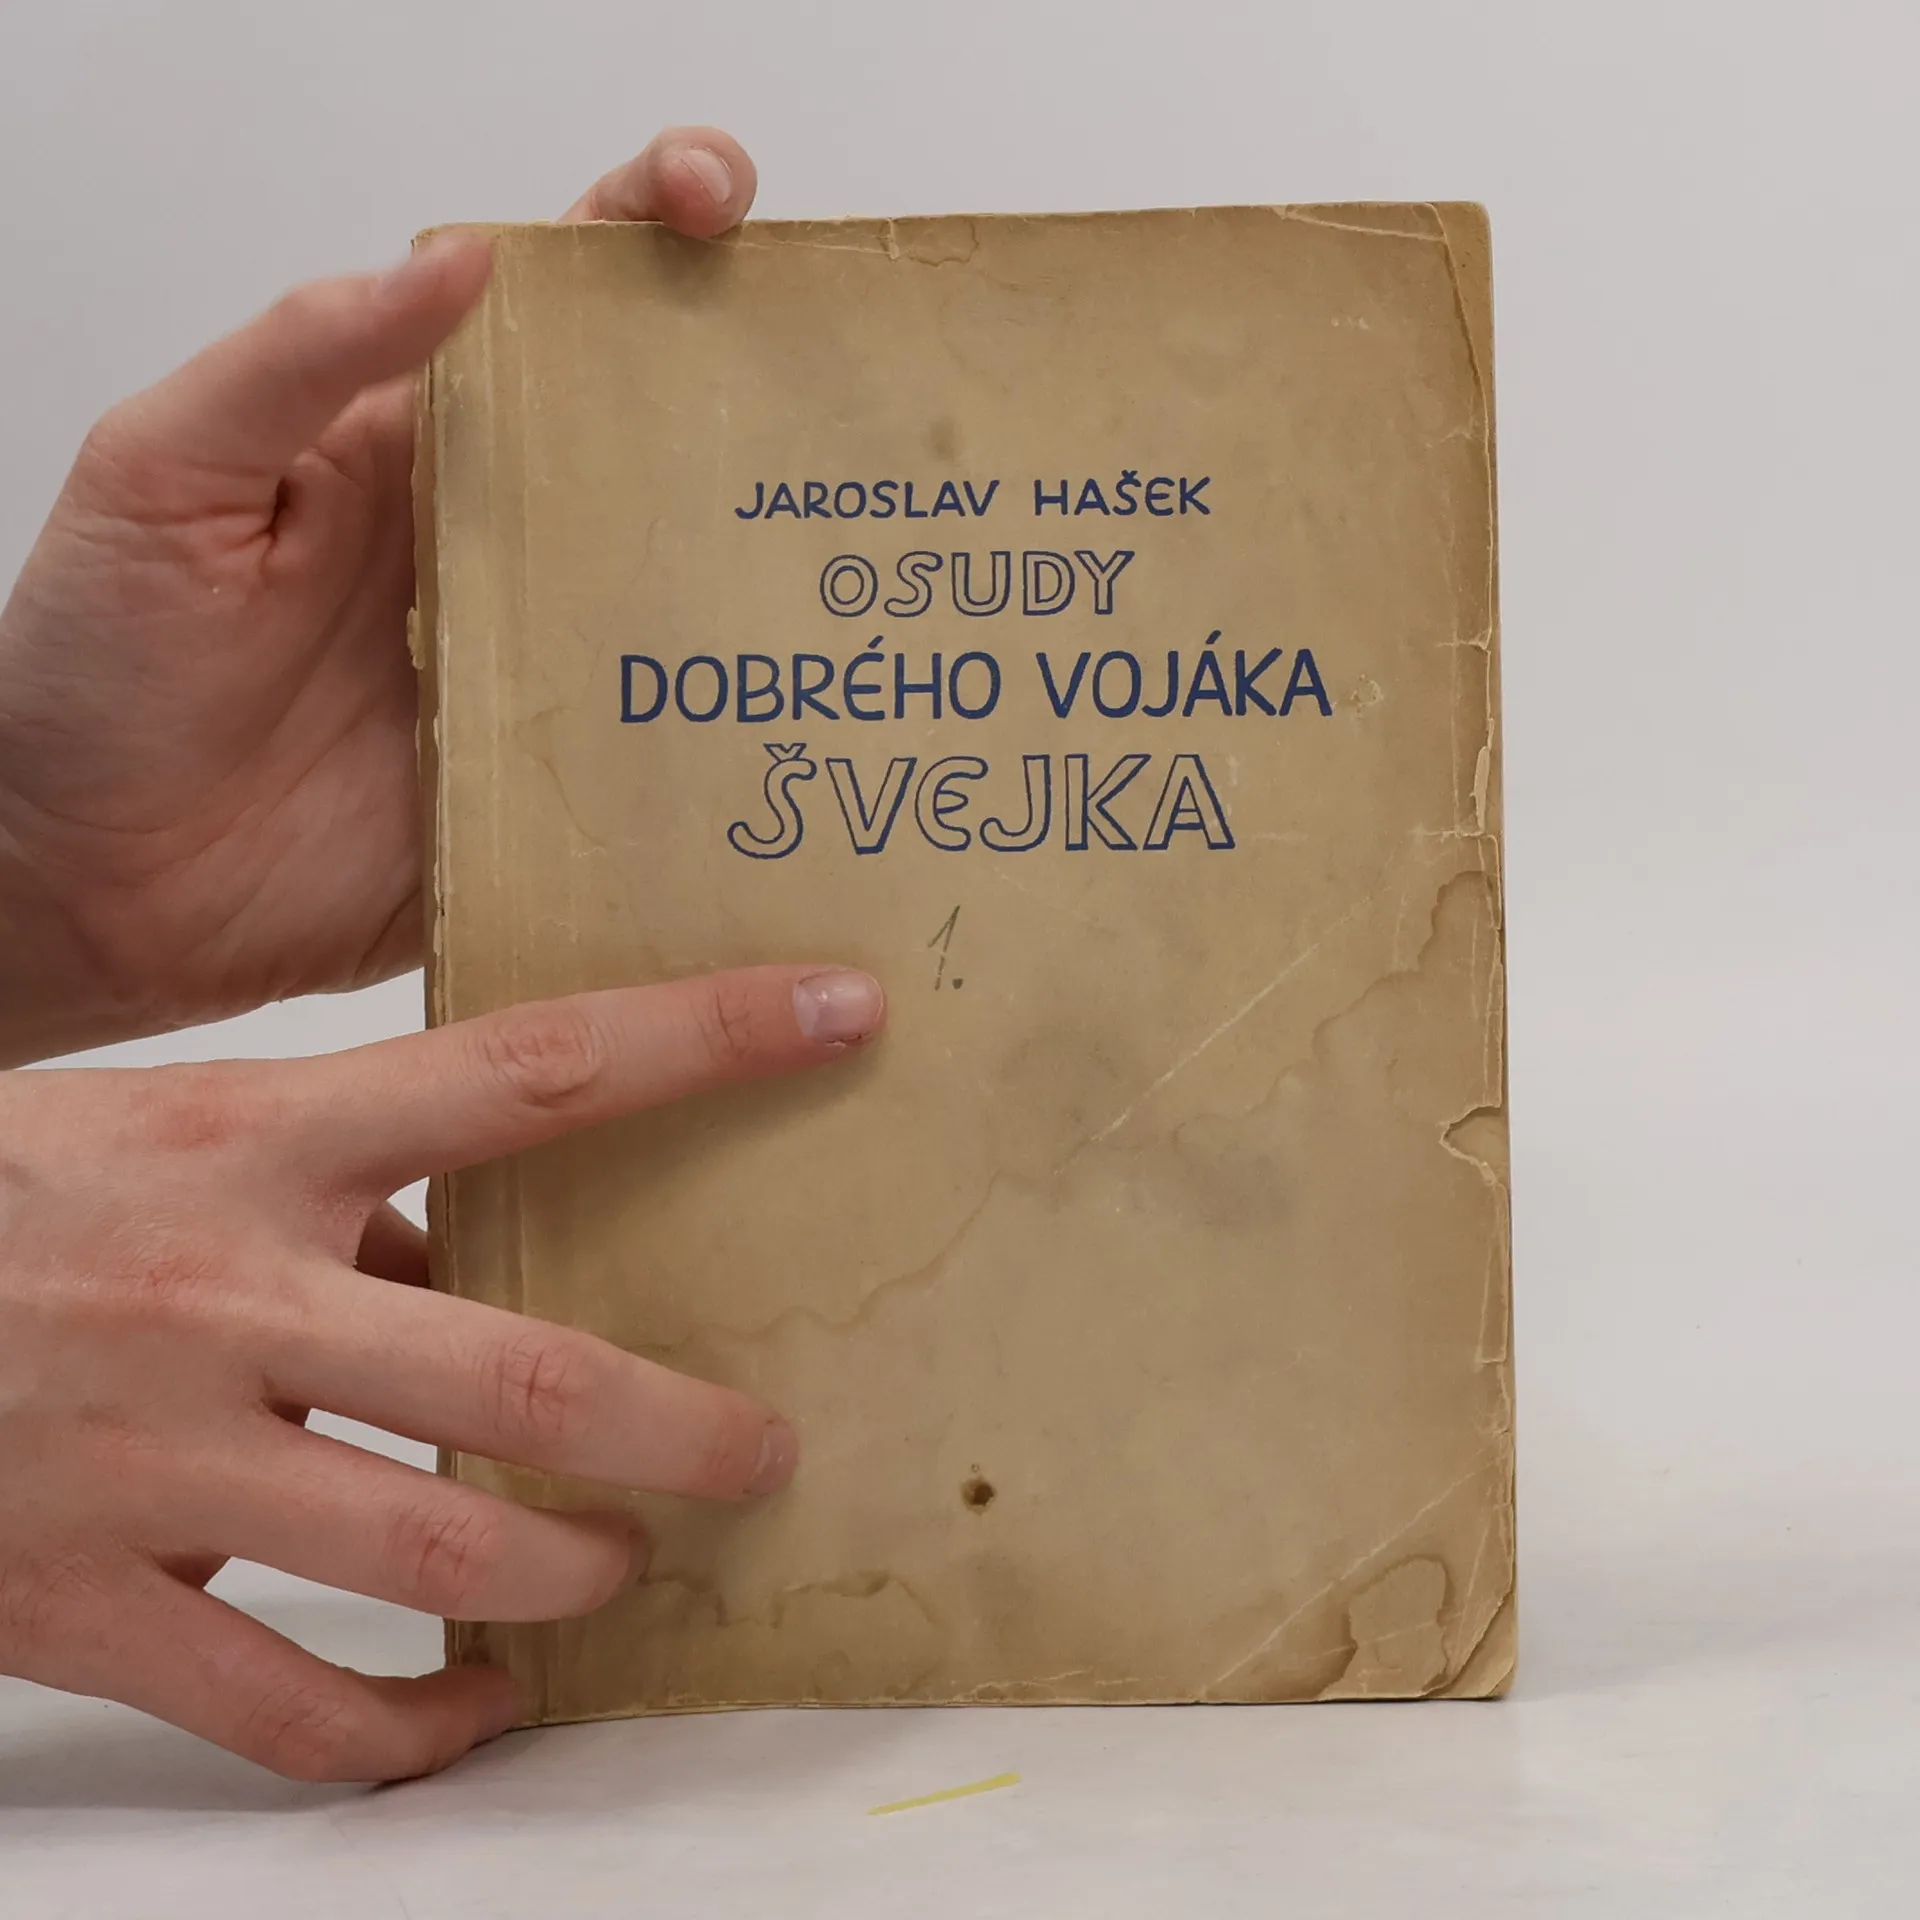 JAROSLAV HAŠEK
OSUDY
DOBRÉHO VOJÁKA
ŠVEJKA
1.